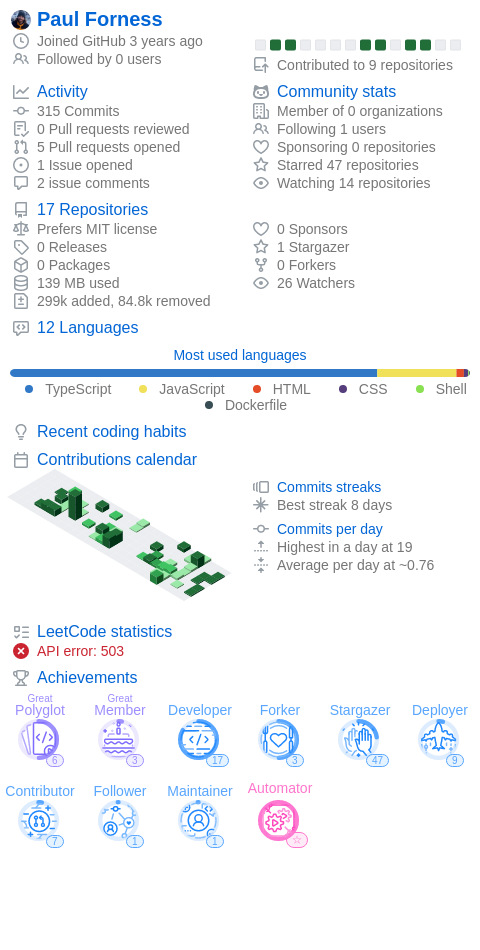 Paul Forness
Joined GitHub 3 years ago
Followed by 0 users
Contributed to 9 repositories
Activity
315 Commits
0 Pull requests reviewed
5 Pull requests opened
1 Issue opened
2 issue comments
Community stats
Member of 0 organizations
Following 1 users
Sponsoring 0 repositories
Starred 47 repositories
Watching 14 repositories
17 Repositories
Prefers MIT license
0 Releases
0 Packages
139 MB used
299k added, 84.8k removed
0 Sponsors
1 Stargazer
0 Forkers
26 Watchers
12 Languages
Most used languages
TypeScript JavaScript HTML CSS Shell
Dockerfile
Recent coding habits
Contributions calendar
Commits streaks
Best streak 8 days
Commits per day
Highest in a day at 19
Average per day at ~0.76
LeetCode statistics
API error: 503
Achievements
Great Great
Polyglot Member Developer Forker Stargazer Deployer
6 3 17 3 47 9
Contributor Follower Maintainer Automator
7 1 1 ☆